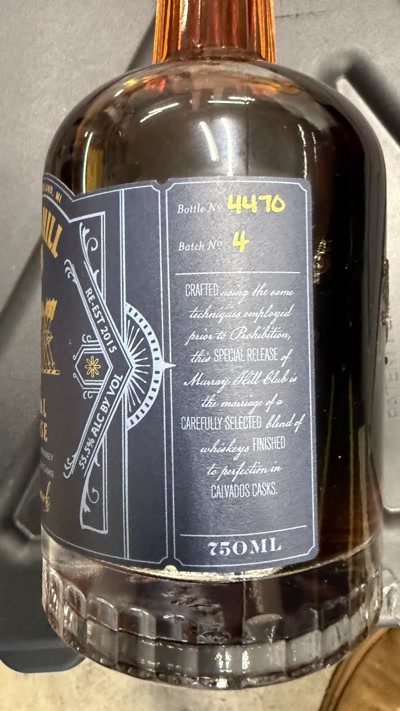 Bottle Nº 4470
Batch Nº 4
CRAFTED using the same
techniques employed
prior to Prohibition,
this SPECIAL RELEASE of
Murray Hill Club is
the marriage of a
CAREFULLY SELECTED blend of
whiskeys FINISHED
to perfection in
CALVADOS CASKS.
750ML
RE-EST 2015
55.5% ALC BY VOL